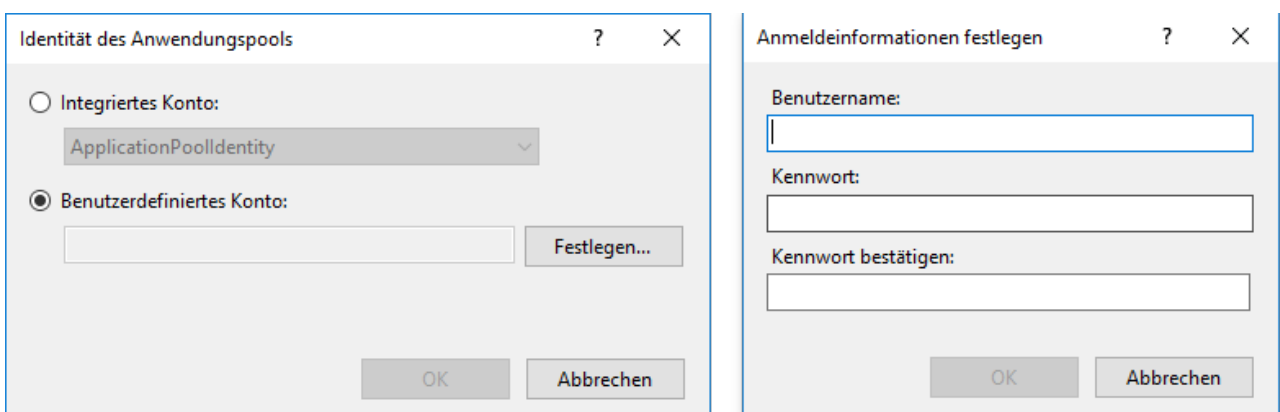 Identität des Anwendungspools ?
Integriertes Konto:
ApplicationPoolIdentity
Benutzerdefiniertes Konto:
Festlegen...
OK Abbrechen
Anmeldeinformationen festlegen ?
Benutzername:
Kennwort:
Kennwort bestätigen:
OK Abbrechen